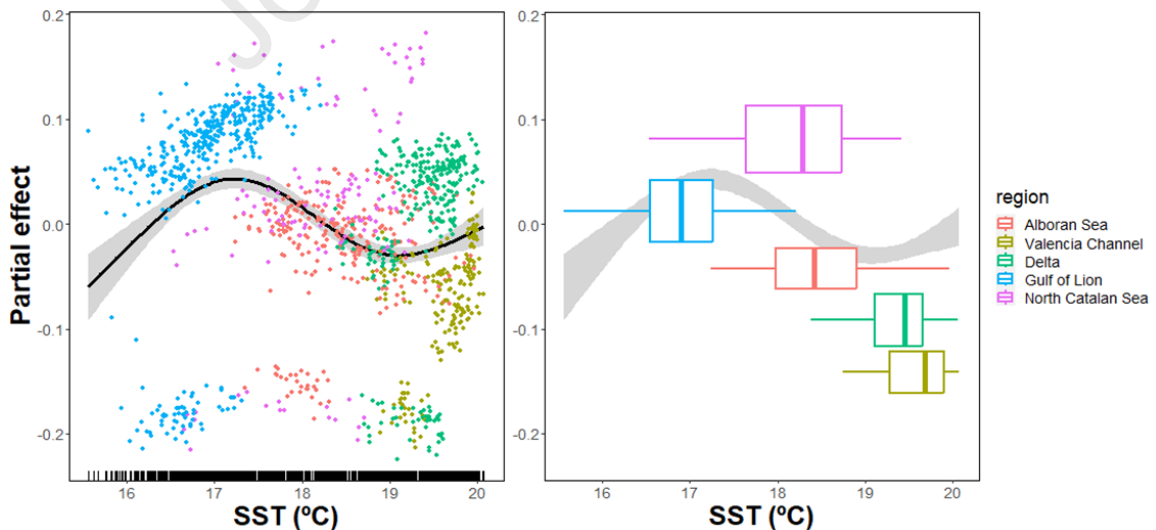 Jo
Partial effect
0.2
0.1
0.0
-0.1
-0.2
16 17 18 19 20
SST (ºC)
0.2
0.1
0.0
-0.1
-0.2
16 17 18 19 20
SST (ºC)
region
Alboran Sea
Valencia Channel
Delta
Gulf of Lion
North Catalan Sea